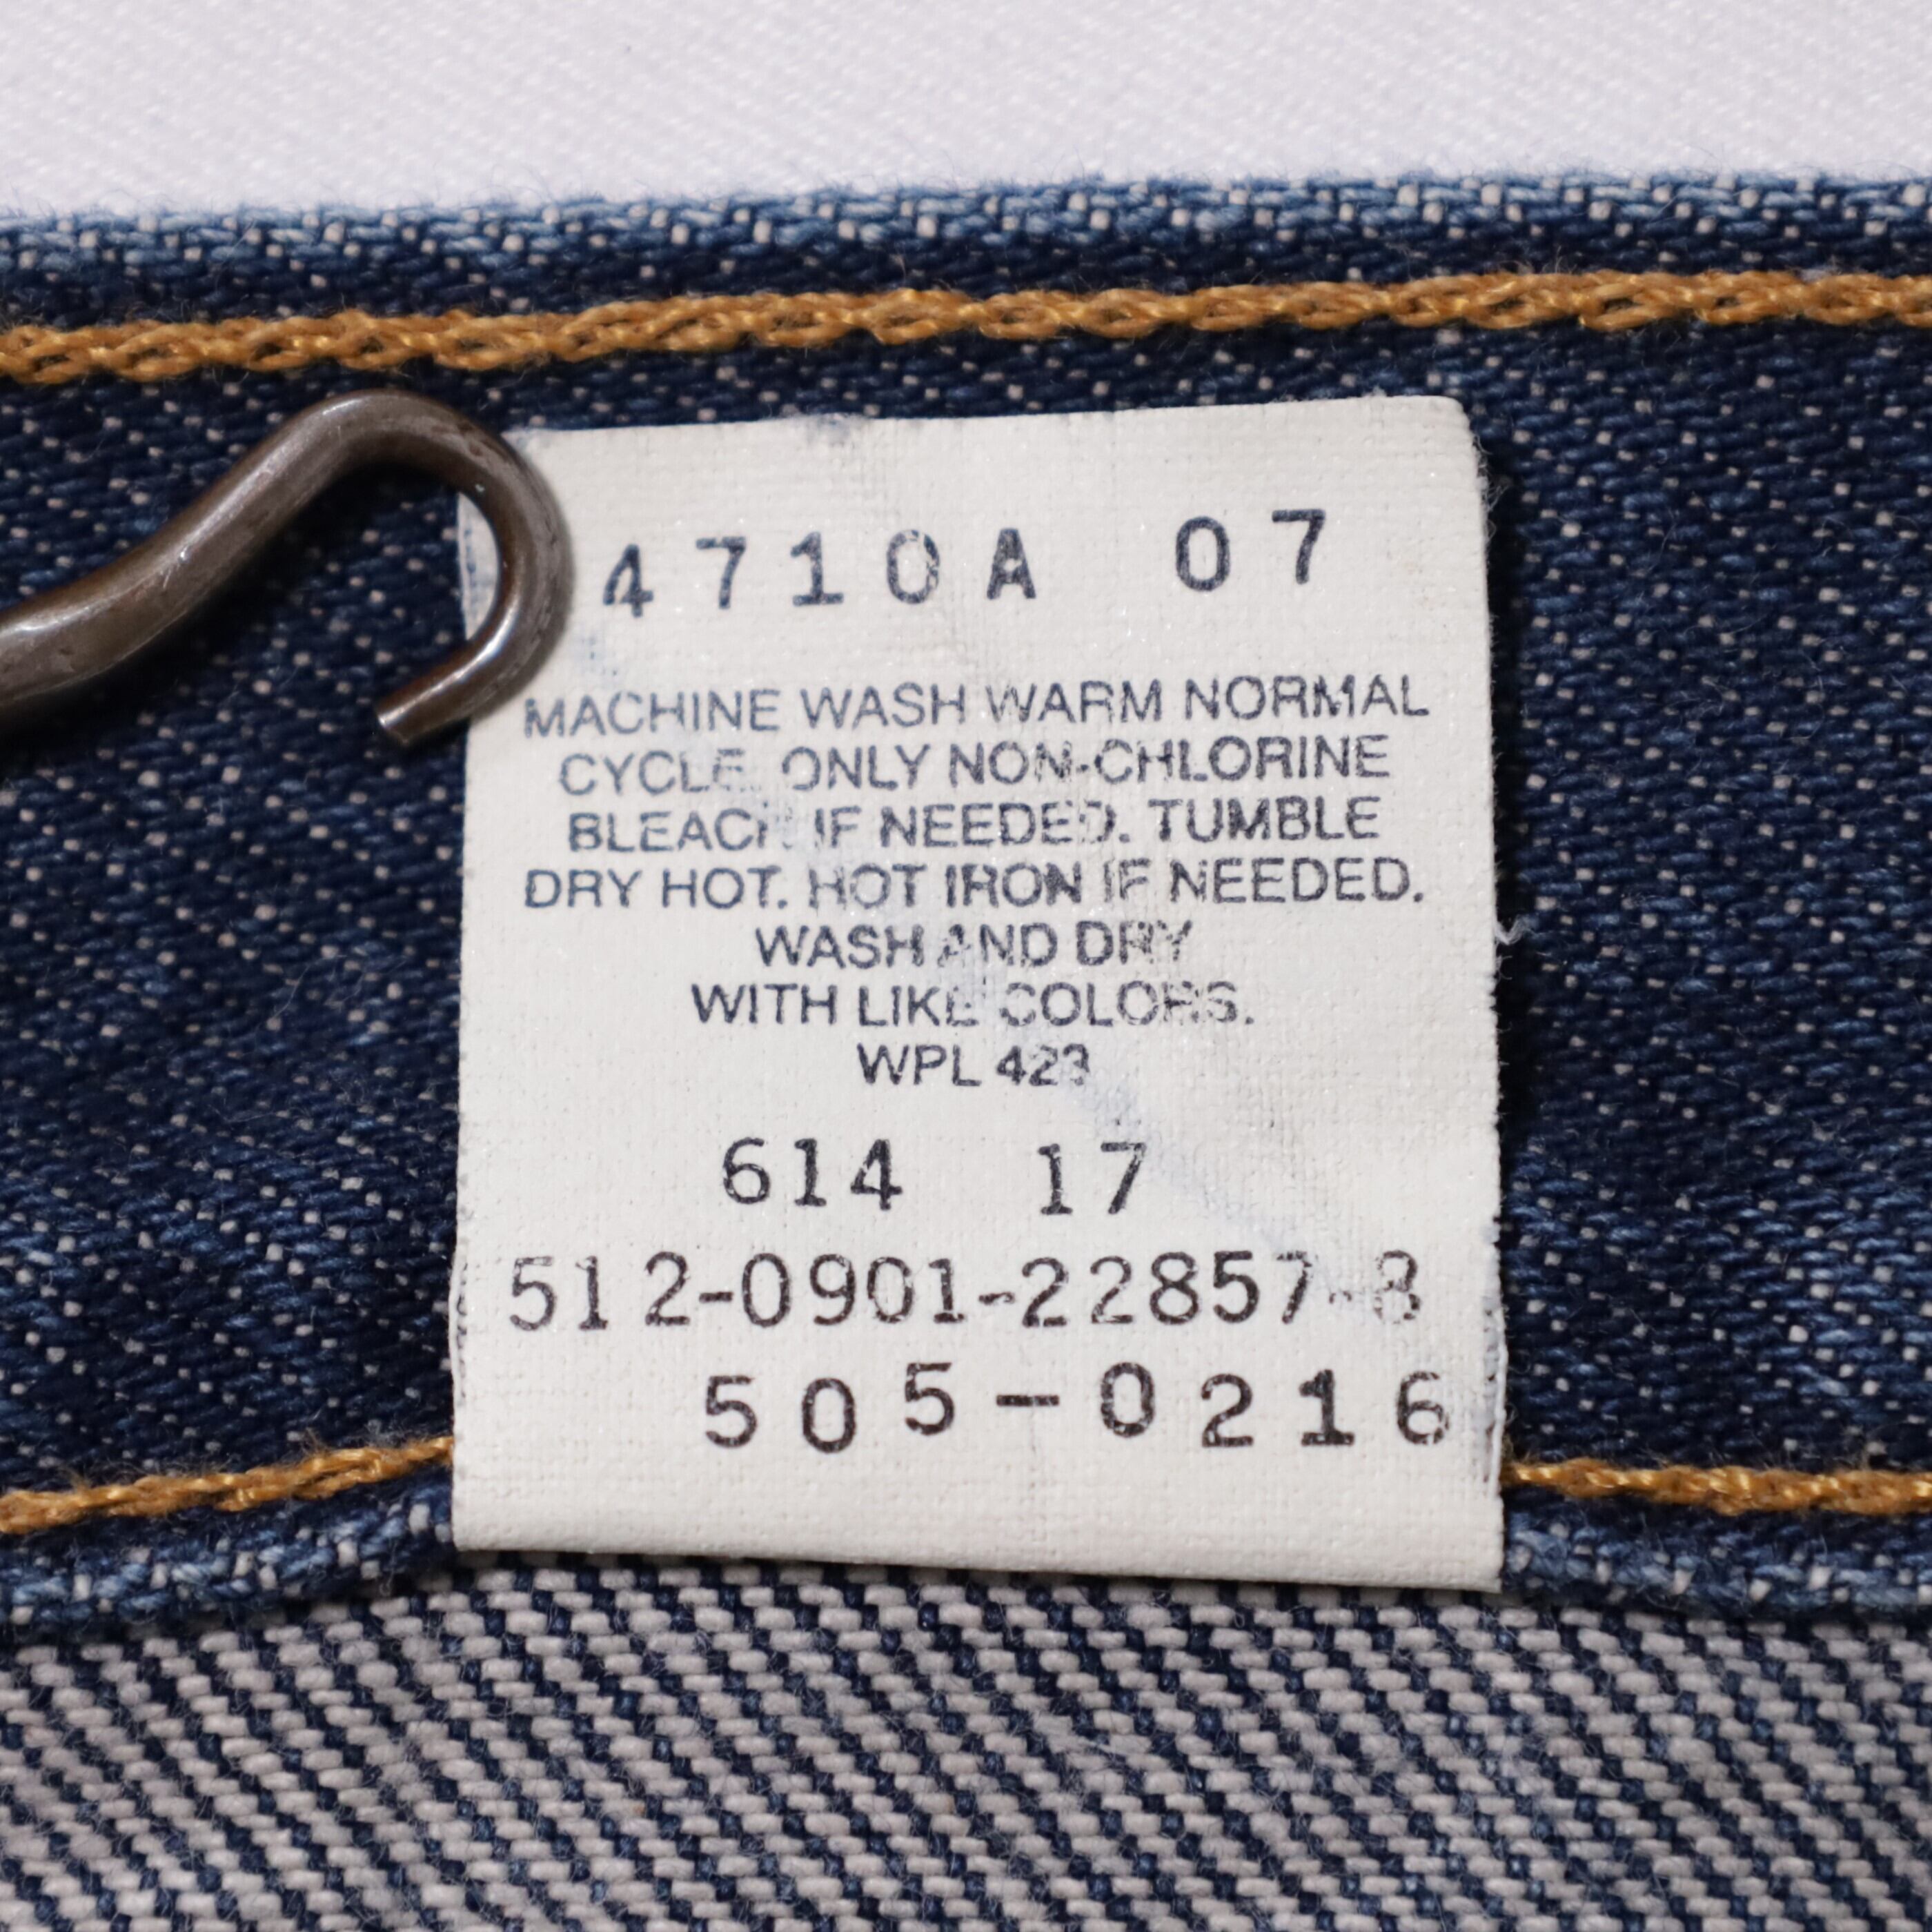 4710A 07
MACHINE WASH WARM NORMAL
CYCLE. ONLY NON-CHLORINE
BLEACH IF NEEDED. TUMBLE
DRY HOT. HOT IRON IF NEEDED.
WASH AND DRY
WITH LIKE COLORS.
WPL 423
614 17
512-0901-22857-8
505-0216